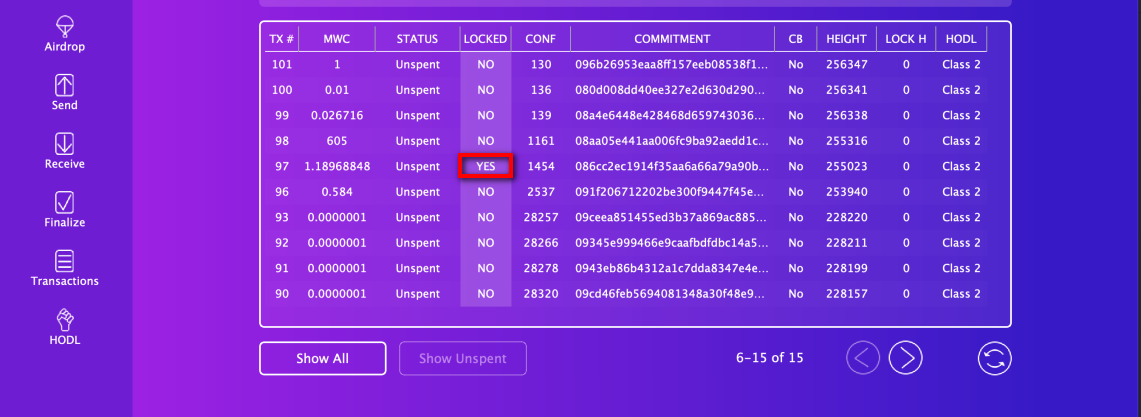 Airdrop
Send
Receive
Finalize
Transactions
HODL
TX # MWC STATUS LOCKED CONF COMMITMENT CB HEIGHT LOCK H HODL
101 1 Unspent NO 130 096b26953eaa8ff157eeb08538f1... No 256347 0 Class 2
100 0.01 Unspent NO 136 080d008dd40ee327e2d630d290... No 256341 0 Class 2
99 0.026716 Unspent NO 139 08a4e6448e428468d659743036... No 256338 0 Class 2
98 605 Unspent NO 1161 08aa05e441aa006fc9ba92aedd1c... No 255316 0 Class 2
97 1.18968848 Unspent YES 1454 086cc2ec1914f35aa6a66a79a90b... No 255023 0 Class 2
96 0.584 Unspent NO 2537 091f206712202be300f9447f45e... No 253940 0 Class 2
93 0.0000001 Unspent NO 28257 09ceea851455ed3b37a869ac885... No 228220 0 Class 2
92 0.0000001 Unspent NO 28266 09345e999466e9caafbdfdbc14a5... No 228211 0 Class 2
91 0.0000001 Unspent NO 28278 0943eb86b4312a1c7dda8347e4e... No 228199 0 Class 2
90 0.0000001 Unspent NO 28320 09cd46feb5694081348a30f48e9... No 228157 0 Class 2
Show All Show Unspent 6–15 of 15